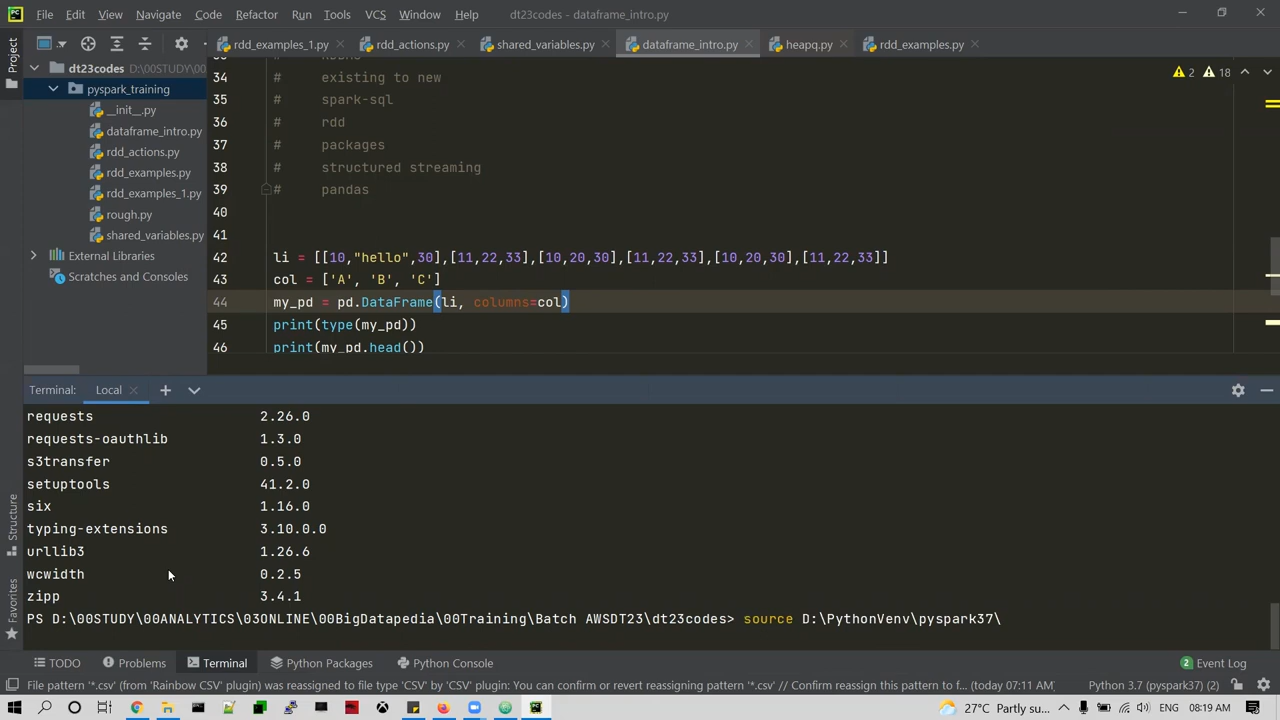 File Edit View Navigate Code Refactor Run Tools VCS Window Help dt23codes - dataframe_intro.py
rdd_examples_1.py rdd_actions.py shared_variables.py dataframe_intro.py heapq.py rdd_examples.py
Project
dt23codes D:\00STUDY\00
pyspark_training
__init__.py
dataframe_intro.py
rdd_actions.py
rdd_examples.py
rdd_examples_1.py
rough.py
shared_variables.py
External Libraries
Scratches and Consoles
2 18
34 # existing to new
35 # spark-sql
36 # rdd
37 # packages
38 # structured streaming
39 # pandas
40
41
42 li = [[10,"hello",30],[11,22,33],[10,20,30],[11,22,33],[10,20,30],[11,22,33]]
43 col = ['A', 'B', 'C']
44 my_pd = pd.DataFrame(li, columns=col)
45 print(type(my_pd))
46 print(my_pd.head())
Terminal: Local
requests 2.26.0
requests-oauthlib 1.3.0
s3transfer 0.5.0
setuptools 41.2.0
six 1.16.0
typing-extensions 3.10.0.0
urllib3 1.26.6
wcwidth 0.2.5
zipp 3.4.1
PS D:\00STUDY\00ANALYTICS\03ONLINE\00BigDatapedia\00Training\Batch AWSDT23\dt23codes> source D:\PythonVenv\pyspark37\
Structure
Favorites
TODO Problems Terminal Python Packages Python Console 2 Event Log
File pattern '*.csv' (from 'Rainbow CSV' plugin) was reassigned to file type 'CSV' by 'CSV' plugin: You can confirm or revert reassigning pattern '*.csv' // Confirm reassign this pattern to f... (today 07:11 AM) Python 3.7 (pyspark37) (2)
27°C Partly su... 08:19 AM